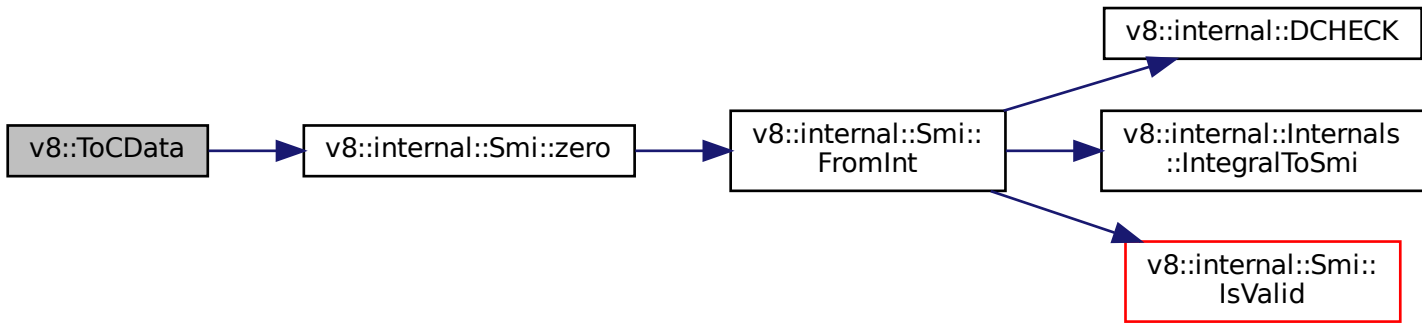 v8::ToCData
v8::internal::Smi::zero
v8::internal::Smi::
FromInt
v8::internal::DCHECK
v8::internal::Internals
::IntegralToSmi
v8::internal::Smi::
IsValid